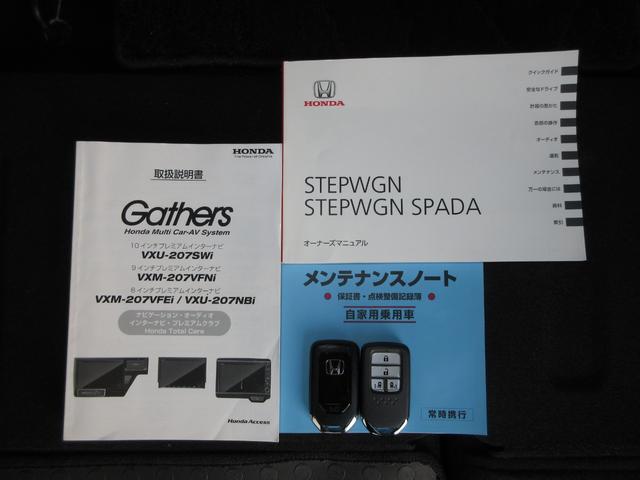 HONDA
取扱説明書
Gathers
Honda Multi Car-AV System
10インチプレミアムインターナビ
VXU-207SWi
9インチプレミアムインターナビ
VXM-207VFNi
8インチプレミアムインターナビ
VXM-207VFEi / VXU-207NBi
ナビゲーション・オーディオ
インターナビ・プレミアムクラブ
Honda Total Care
Honda Access
HONDA
STEPWGN
STEPWGN SPADA
オーナーズマニュアル
クイックガイド
安全なドライブ
計器の見かた
各部の操作
オーディオ
運転
メンテナンス
万一の場合には
資料
索引
メンテナンスノート
保証書・点検整備記録簿
自家用乗用車
常時携行